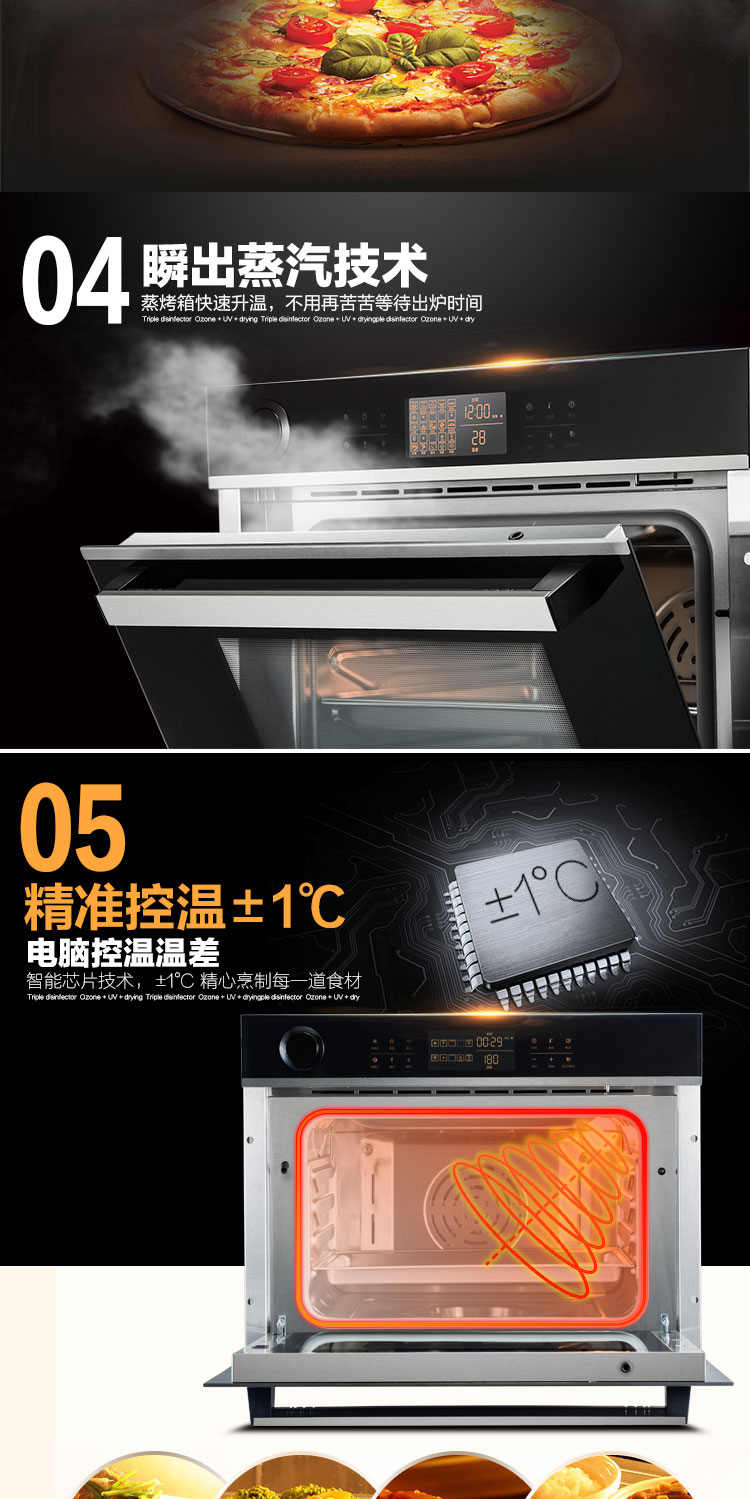 04
瞬出蒸汽技术
蒸烤箱快速升温，不用再苦苦等待出炉时间
Triple disinfector Ozone + UV + drying Triple disinfector Ozone + UV + dryingple disinfector Ozone + UV + dry
12:00
28
05
精准控温±1℃
电脑控温温差
智能芯片技术， ±1℃ 精心烹制每一道食材
Triple disinfector Ozone + UV + drying Triple disinfector Ozone + UV + dryingple disinfector Ozone + UV + dry
±1℃
00:29
180